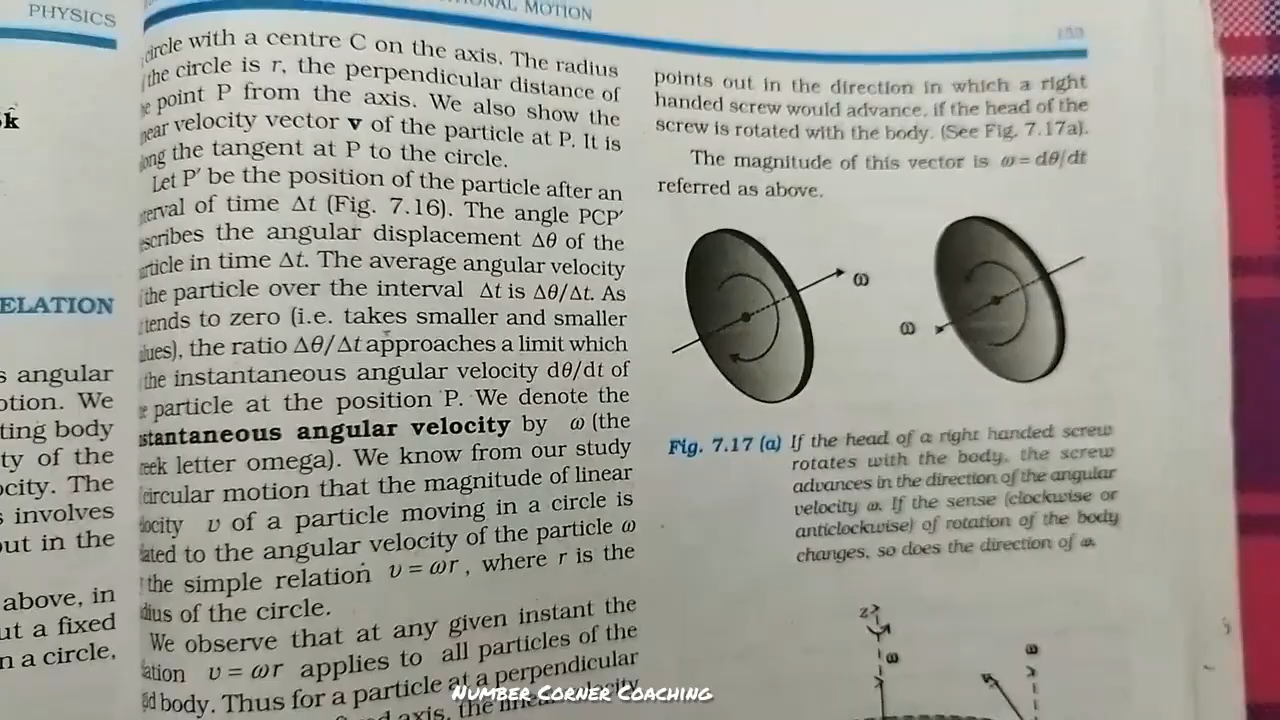 PHYSICS
k̂
ELATION
s angular
otion. We
ting body
ty of the
ocity. The
s involves
out in the
above, in
ut a fixed
n a circle,
NAL MOTION
circle with a centre C on the axis. The radius
the circle is r, the perpendicular distance of
point P from the axis. We also show the
near velocity vector v of the particle at P. It is
ong the tangent at P to the circle.
Let P′ be the position of the particle after an
terval of time Δt (Fig. 7.16). The angle PCP′
escribes the angular displacement Δθ of the
article in time Δt. The average angular velocity
the particle over the interval Δt is Δθ/Δt. As
tends to zero (i.e. takes smaller and smaller
lues), the ratio Δθ/Δt approaches a limit which
the instantaneous angular velocity dθ/dt of
particle at the position P. We denote the
stantaneous angular velocity by ω (the
reek letter omega). We know from our study
circular motion that the magnitude of linear
locity υ of a particle moving in a circle is
ated to the angular velocity of the particle ω
the simple relation υ = ωr, where r is the
dius of the circle.
We observe that at any given instant the
ation υ = ωr applies to all particles of the
id body. Thus for a particle at a perpendicular
axis, the linear velocity
points out in the direction in which a right
handed screw would advance, if the head of the
screw is rotated with the body. (See Fig. 7.17a).
The magnitude of this vector is ω = dθ/dt
referred as above.
ω
ω
Fig. 7.17 (a) If the head of a right handed screw
rotates with the body, the screw
advances in the direction of the angular
velocity ω. If the sense (clockwise or
anticlockwise) of rotation of the body
changes, so does the direction of ω.
z
ω
ω
Number Corner Coaching